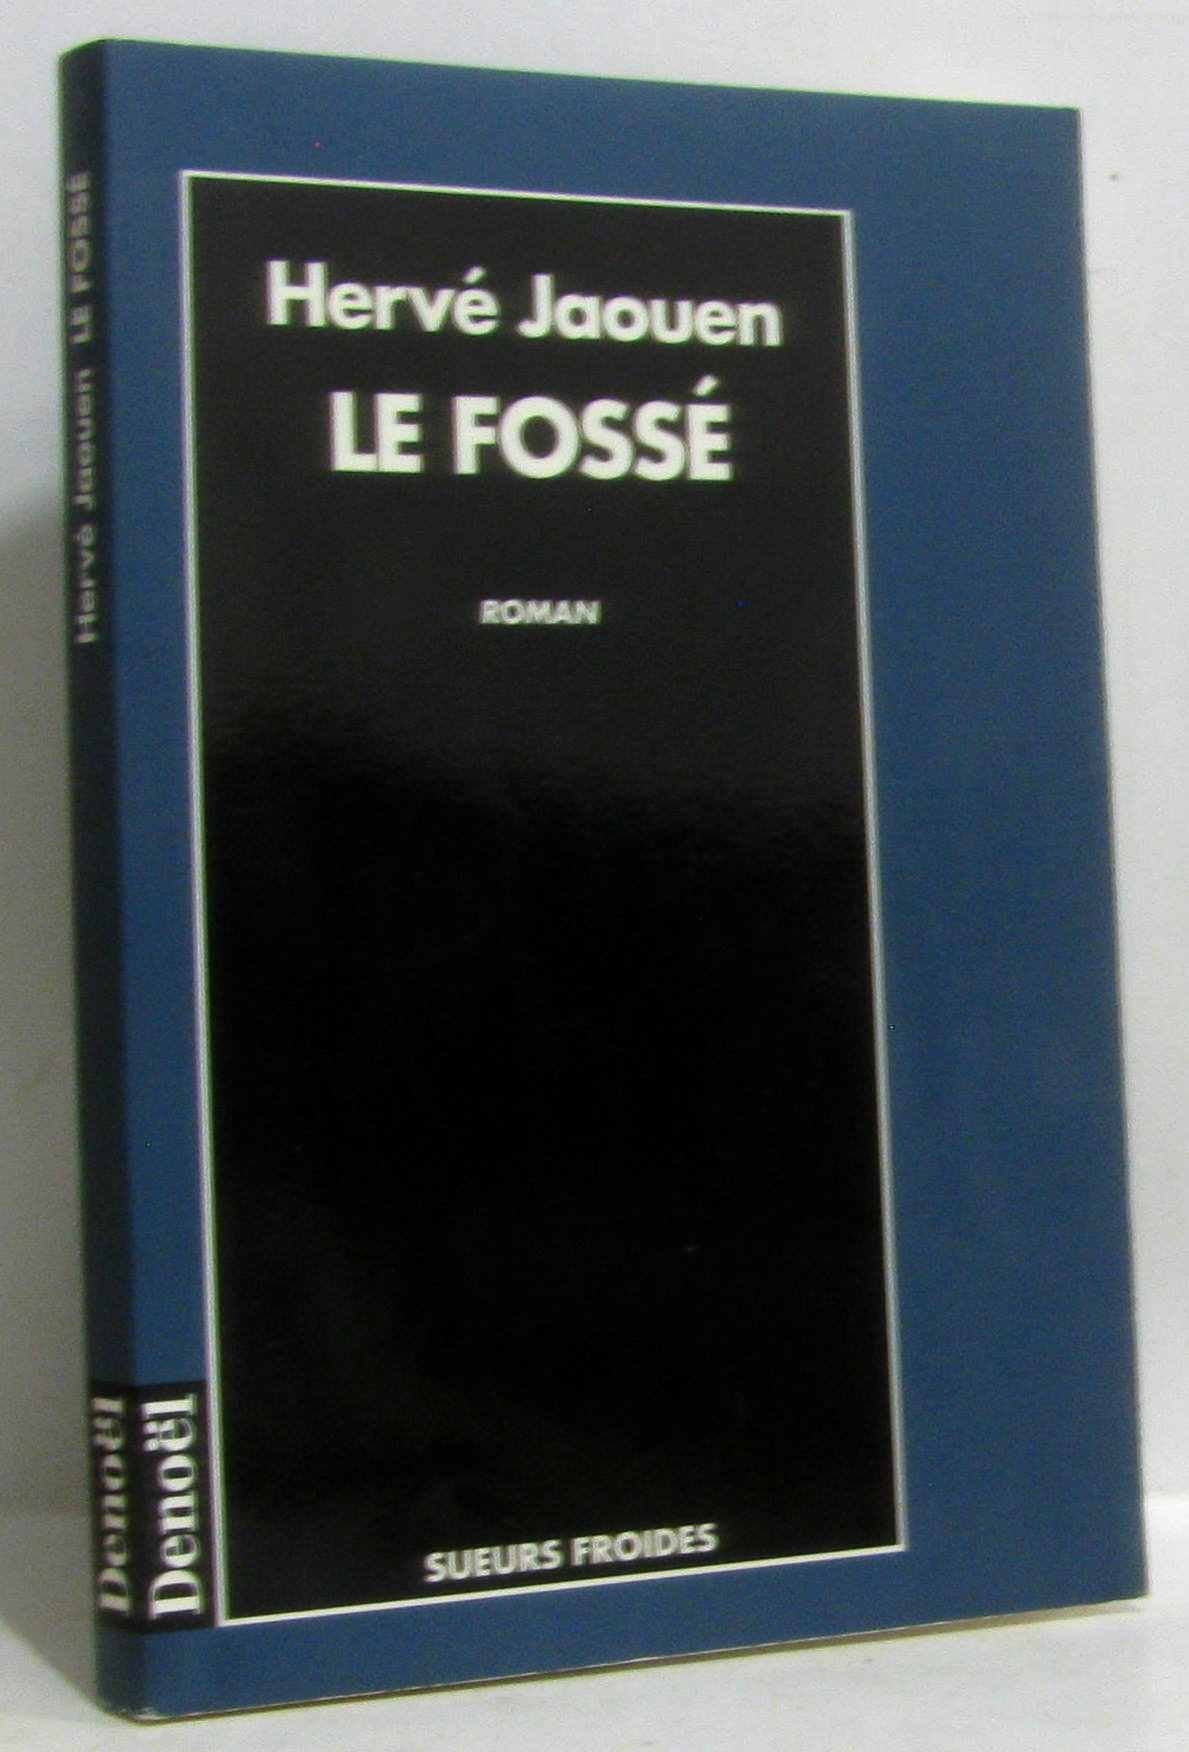 Hervé Jaouen
LE FOSSÉ
ROMAN
SUEURS FROIDES
Denoël
Hervé Jaouen LE FOSSÉ
Denoël